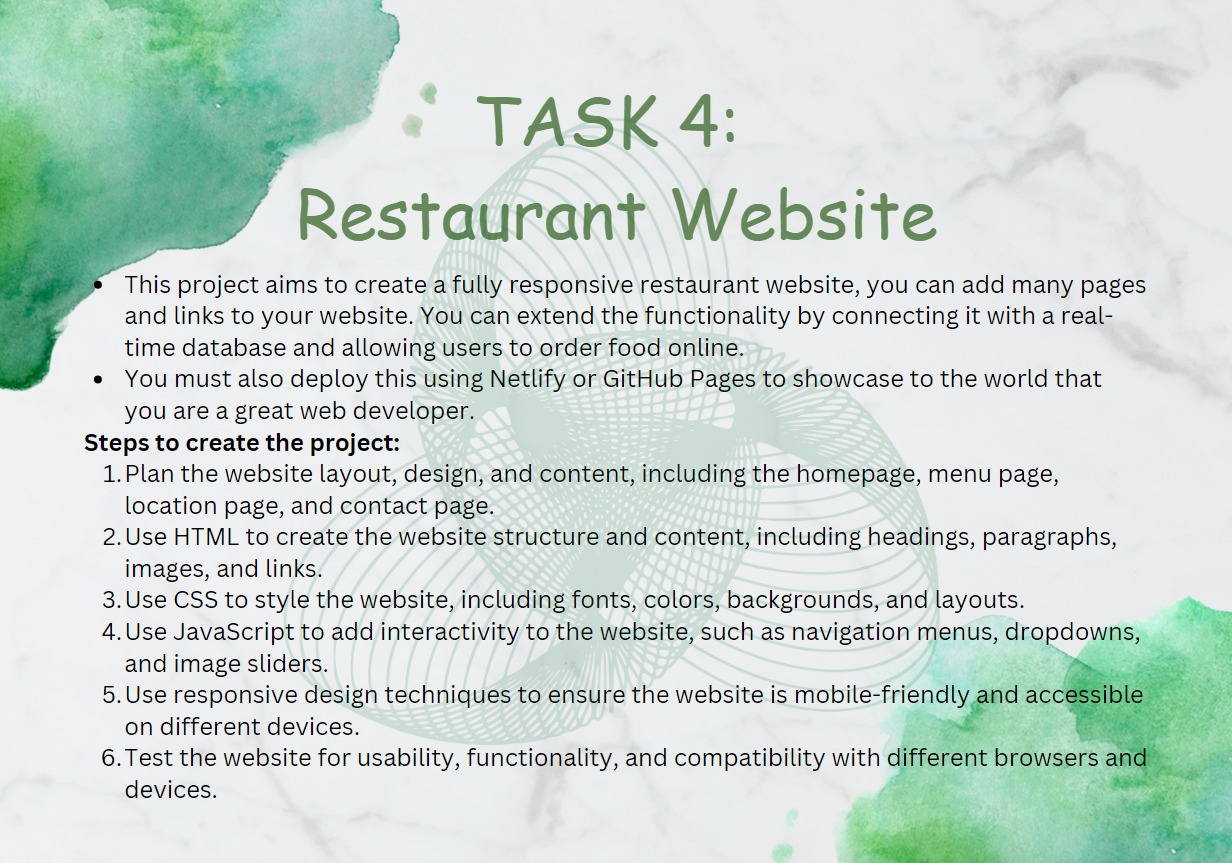 TASK 4:
Restaurant Website
• This project aims to create a fully responsive restaurant website, you can add many pages
and links to your website. You can extend the functionality by connecting it with a real-
time database and allowing users to order food online.
• You must also deploy this using Netlify or GitHub Pages to showcase to the world that
you are a great web developer.
Steps to create the project:
1. Plan the website layout, design, and content, including the homepage, menu page,
location page, and contact page.
2. Use HTML to create the website structure and content, including headings, paragraphs,
images, and links.
3. Use CSS to style the website, including fonts, colors, backgrounds, and layouts.
4. Use JavaScript to add interactivity to the website, such as navigation menus, dropdowns,
and image sliders.
5. Use responsive design techniques to ensure the website is mobile-friendly and accessible
on different devices.
6. Test the website for usability, functionality, and compatibility with different browsers and
devices.